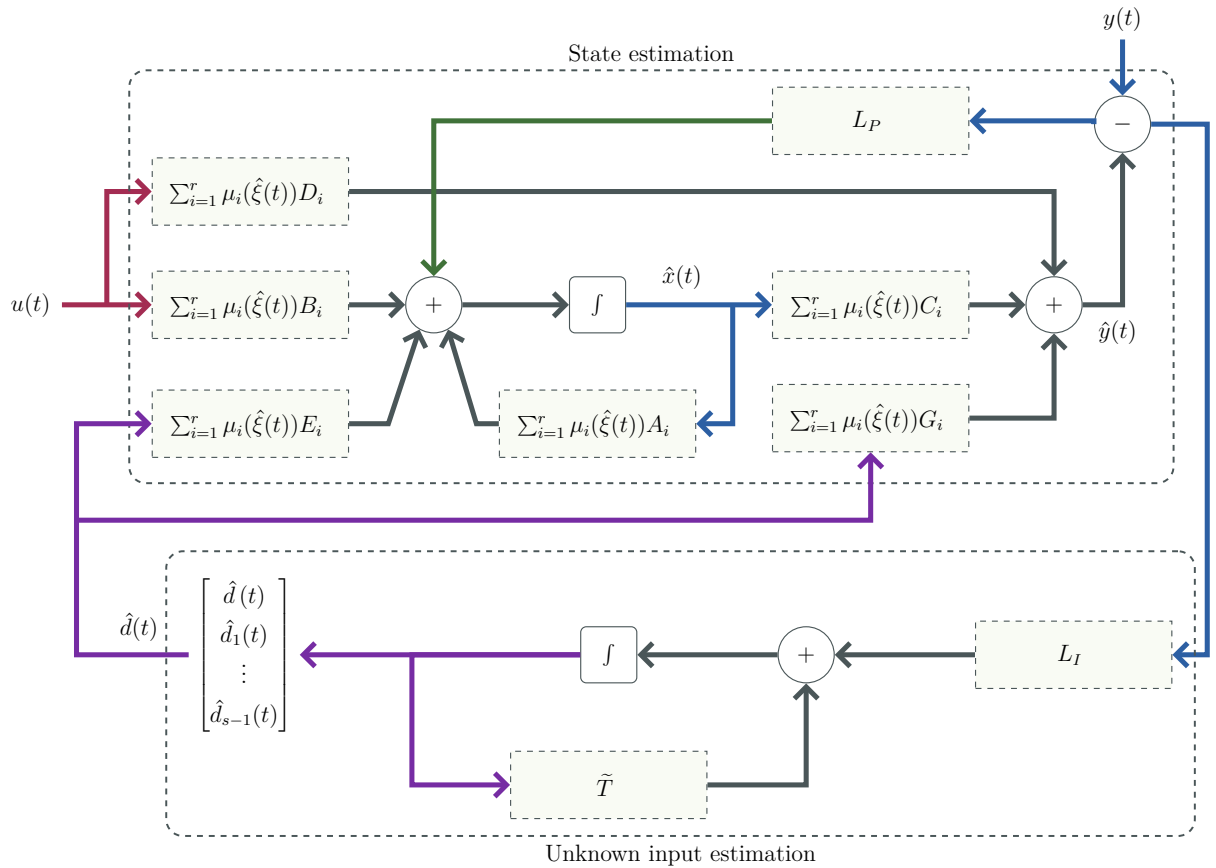 y(t)
State estimation
L_P
−
∑_{i=1}^r μ_i(ξ̂(t))D_i
x̂(t)
u(t)
∑_{i=1}^r μ_i(ξ̂(t))B_i
+
∫
∑_{i=1}^r μ_i(ξ̂(t))C_i
+
ŷ(t)
∑_{i=1}^r μ_i(ξ̂(t))E_i
∑_{i=1}^r μ_i(ξ̂(t))A_i
∑_{i=1}^r μ_i(ξ̂(t))G_i
d̂(t)
d̂(t)
d̂_1(t)
⋮
d̂_{s−1}(t)
∫
+
L_I
T̃
Unknown input estimation